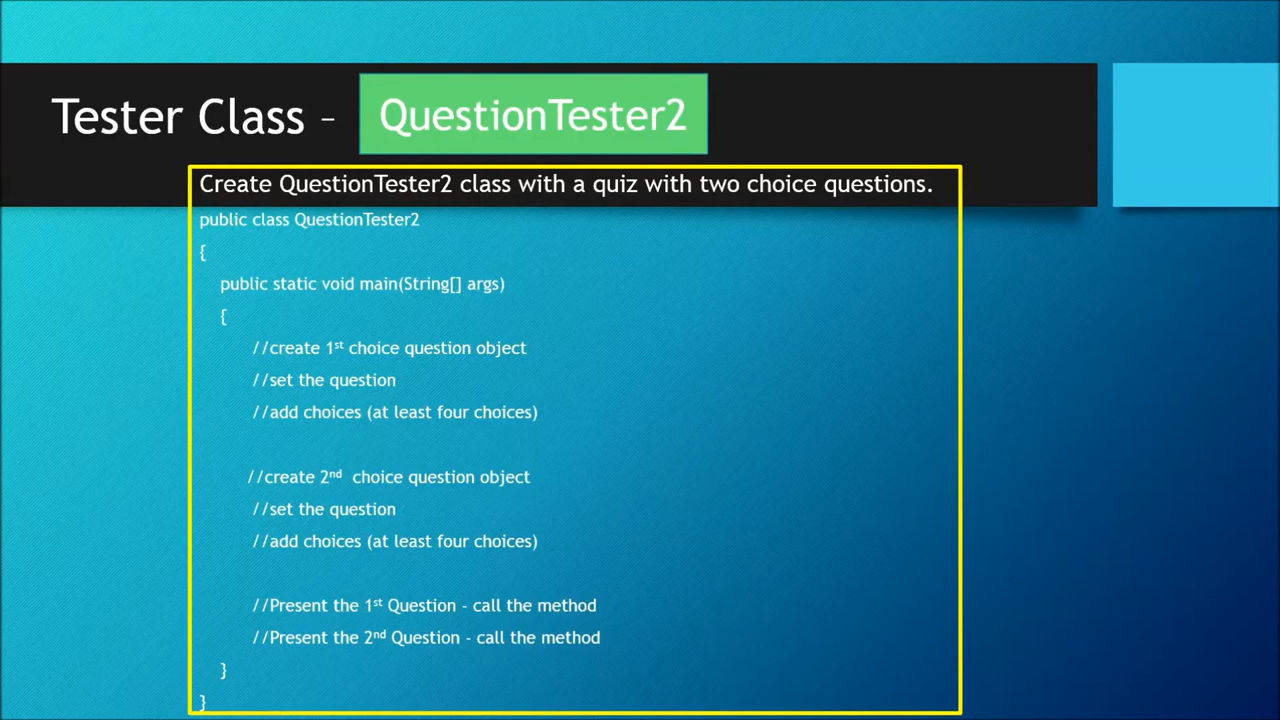 Tester Class – QuestionTester2
Create QuestionTester2 class with a quiz with two choice questions.
public class QuestionTester2
{
public static void main(String[] args)
{
//create 1st choice question object
//set the question
//add choices (at least four choices)
//create 2nd  choice question object
//set the question
//add choices (at least four choices)
//Present the 1st Question - call the method
//Present the 2nd Question - call the method
}
}